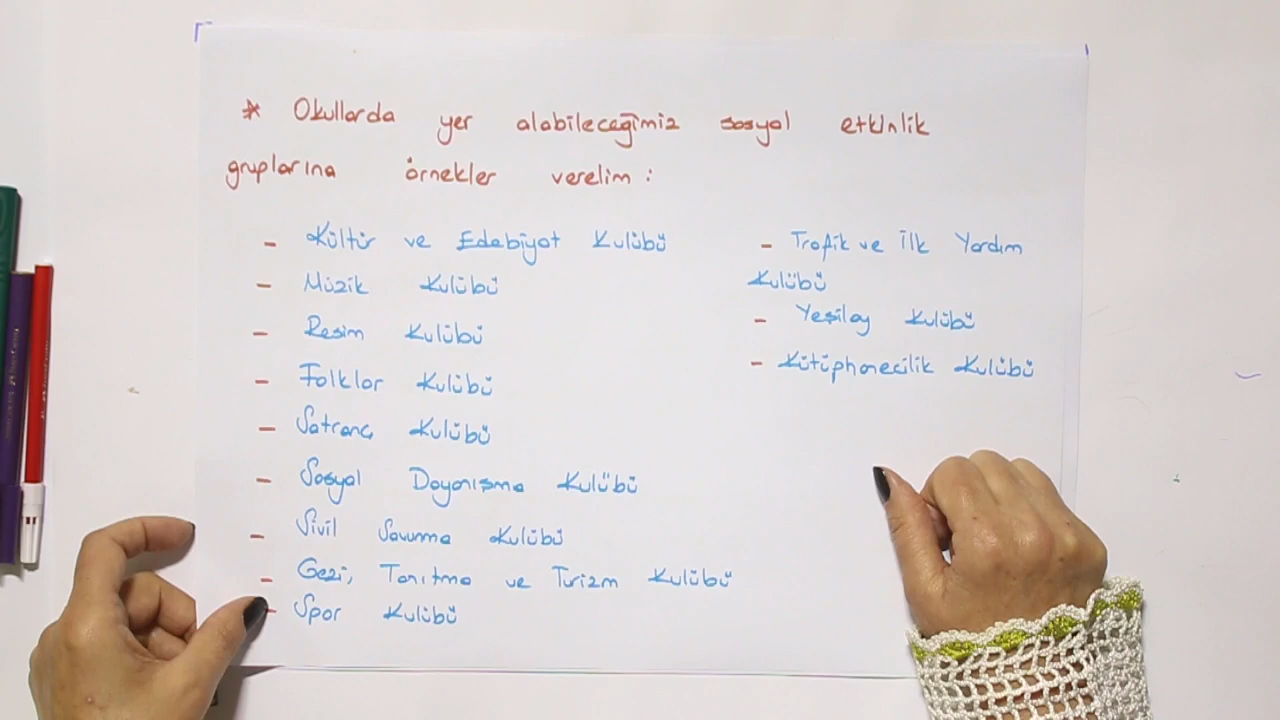 * Okullarda yer alabileceğimiz sosyal etkinlik
gruplarına örnekler verelim :
- Kültür ve Edebiyat Kulübü
- Müzik Kulübü
- Resim Kulübü
- Folklor Kulübü
- Satranç Kulübü
- Sosyal Dayanışma Kulübü
- Sivil Savunma Kulübü
- Gezi, Tanıtma ve Turizm Kulübü
- Spor Kulübü
- Trafik ve İlk Yardım
Kulübü
- Yeşilay Kulübü
- Kütüphanecilik Kulübü